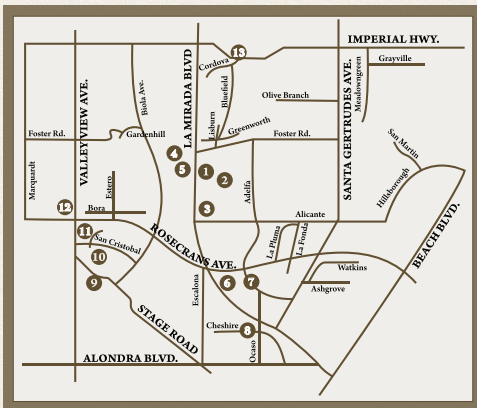 IMPERIAL HWY.
13
Cordova
Grayville
Meadowgreen
VALLEY VIEW AVE.
Biola Ave.
LA MIRADA BLVD
Bluefield
Olive Branch
SANTA GERTRUDES AVE.
Lisburn
Greenworth
Foster Rd.
Gardenhill
Foster Rd.
San Martin
4
5
1
2
Marquardt
Estero
Adelfa
Hillsborough
12
Bora
3
Alicante
BEACH BLVD.
11
San Cristobal
ROSECRANS AVE.
La Pluma
La Fonda
10
Watkins
9
6
7
Ashgrove
Escalona
STAGE ROAD
Cheshire
8
Ocaso
ALONDRA BLVD.